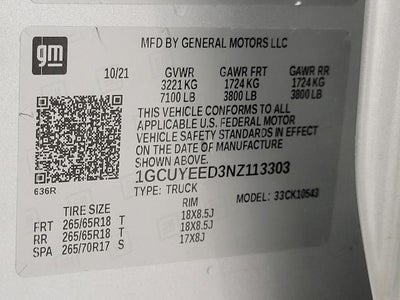 gm
MFD BY GENERAL MOTORS LLC
10/21 GVWR GAWR FRT GAWR RR
3221 KG 1724 KG 1724 KG
7100 LB 3800 LB 3800 LB
THIS VEHICLE CONFORMS TO ALL
APPLICABLE U.S. FEDERAL MOTOR
VEHICLE SAFETY STANDARDS IN EFFECT
ON THE DATE OF MANUFACTURE
SHOWN ABOVE.
636R
1GCUYEED3NZ113303
TYPE: TRUCK MODEL: 33CK10543
TIRE SIZE RIM
FRT 265/65R18 T 18X8.5J
RR 265/65R18 T 18X8.5J
SPA 265/70R17 S 17X8J